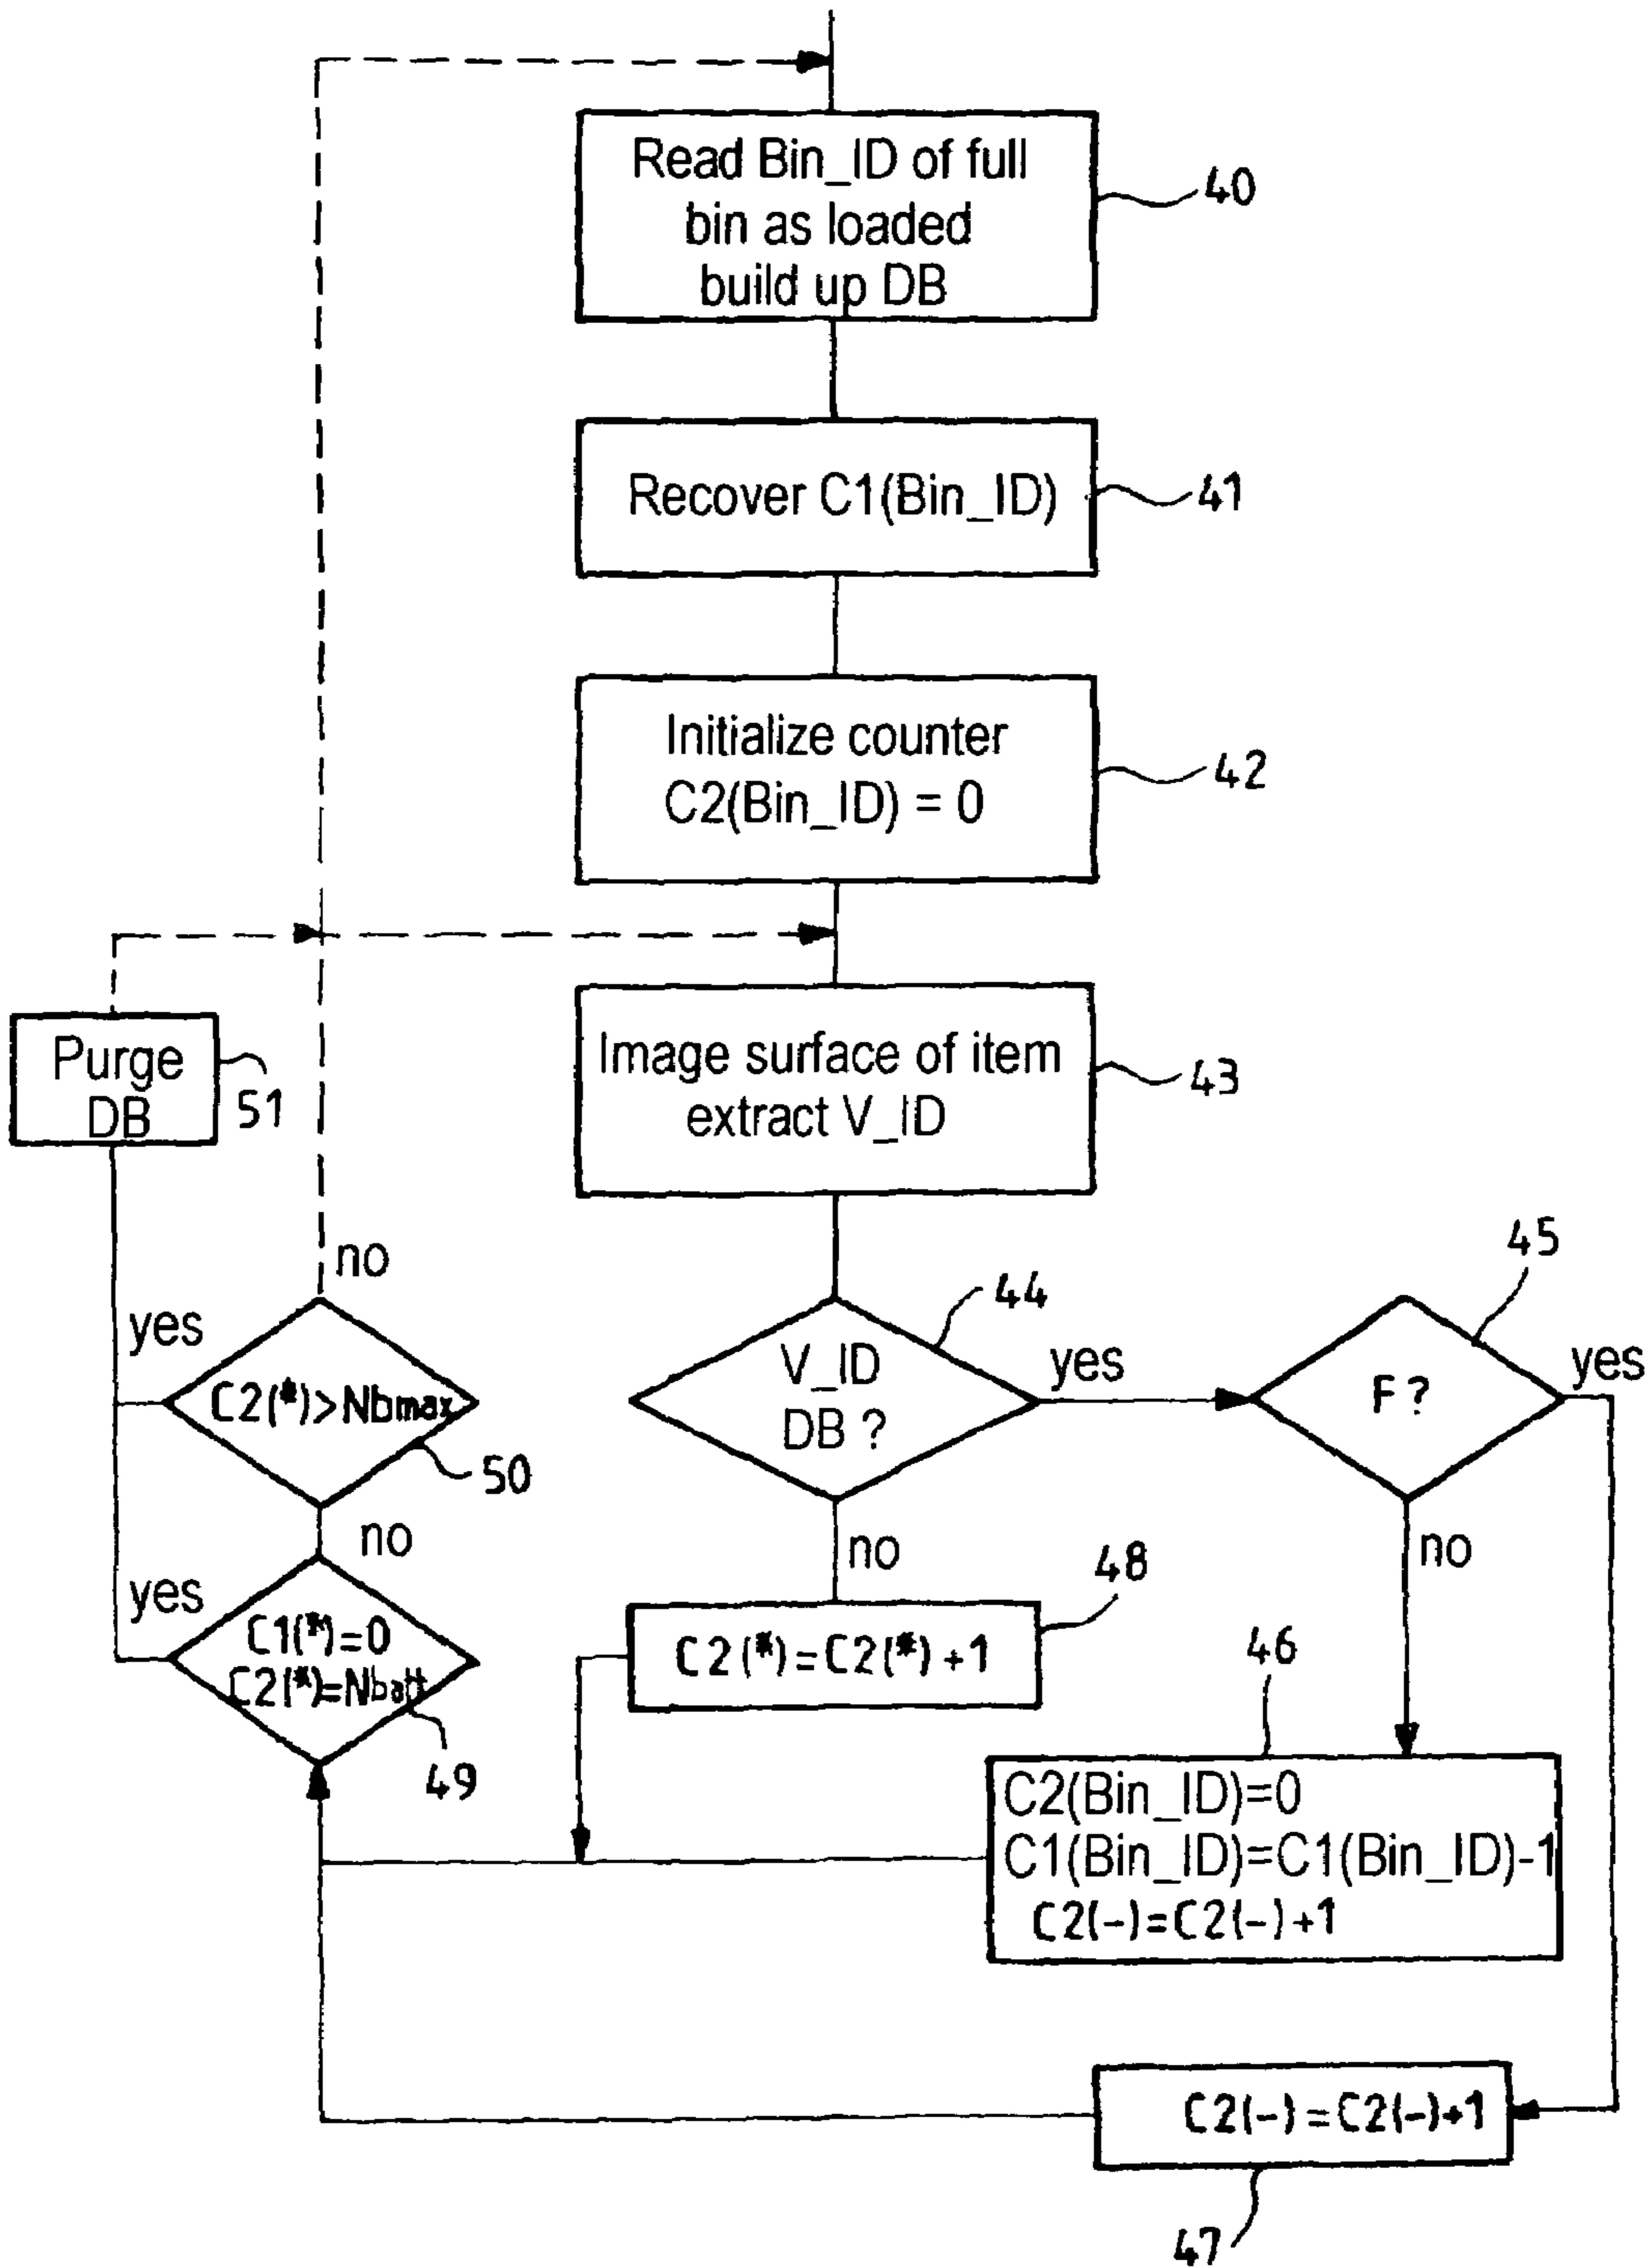 Read Bin_ID of full
bin as loaded
build up DB
40
Recover C1(Bin_ID)
41
Initialize counter
C2(Bin_ID) = 0
42
Image surface of item
extract V_ID
43
Purge
DB
51
no
yes
C2(*)>Nbmax
50
no
yes
C1(*)=0
C2(*)=Nbatt
49
V_ID
DB ?
44
yes
F ?
45
yes
no
no
C2(*)=C2(*)+1
48
46
C2(Bin_ID)=0
C1(Bin_ID)=C1(Bin_ID)-1
C2(-)=C2(-)+1
C2(-)=C2(-)+1
47